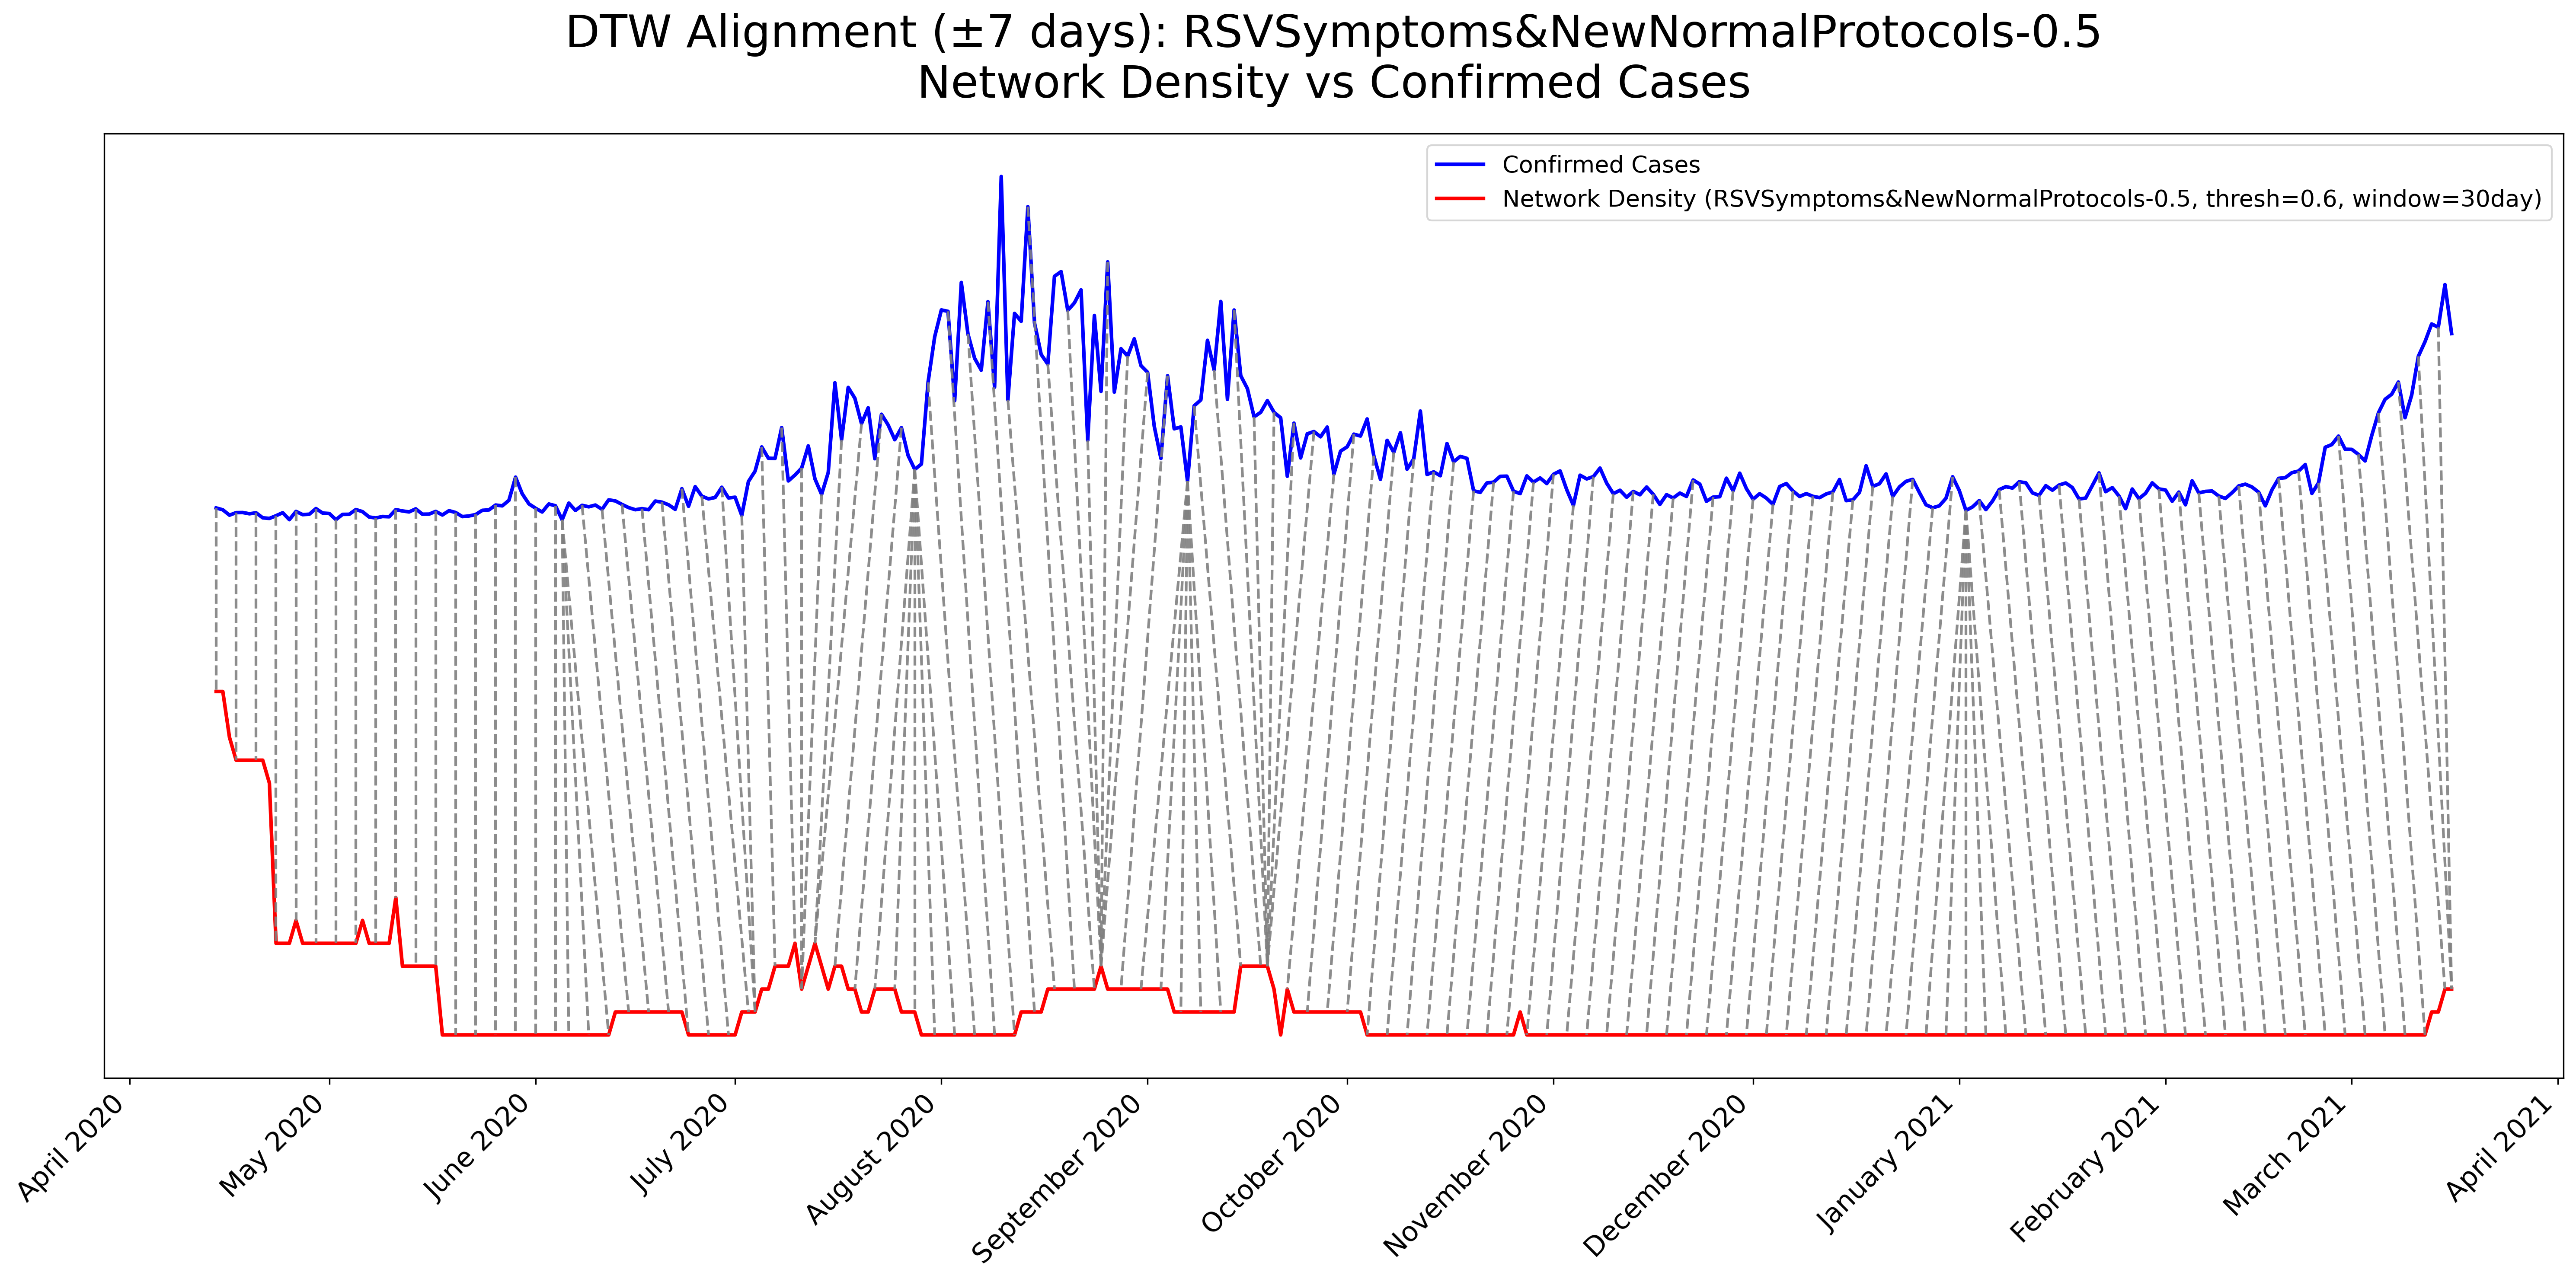 DTW Alignment (±7 days): RSVSymptoms&NewNormalProtocols-0.5
Network Density vs Confirmed Cases
Confirmed Cases
Network Density (RSVSymptoms&NewNormalProtocols-0.5, thresh=0.6, window=30day)
April 2020
May 2020
June 2020
July 2020
August 2020
September 2020
October 2020
November 2020
December 2020
January 2021
February 2021
March 2021
April 2021